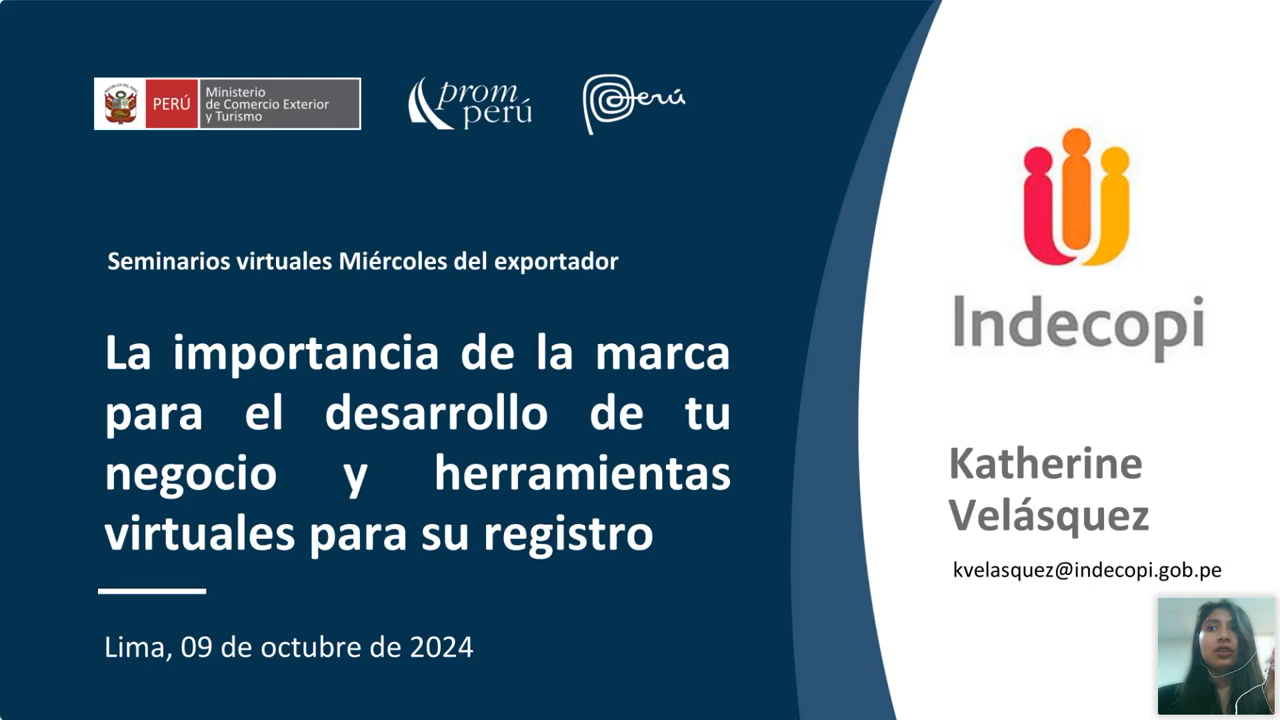 PERÚ
Ministerio
de Comercio Exterior
y Turismo
prom
perú
Perú
Seminarios virtuales Miércoles del exportador
La importancia de la marca
para el desarrollo de tu
negocio y herramientas
virtuales para su registro
Lima, 09 de octubre de 2024
Indecopi
Katherine
Velásquez
kvelasquez@indecopi.gob.pe